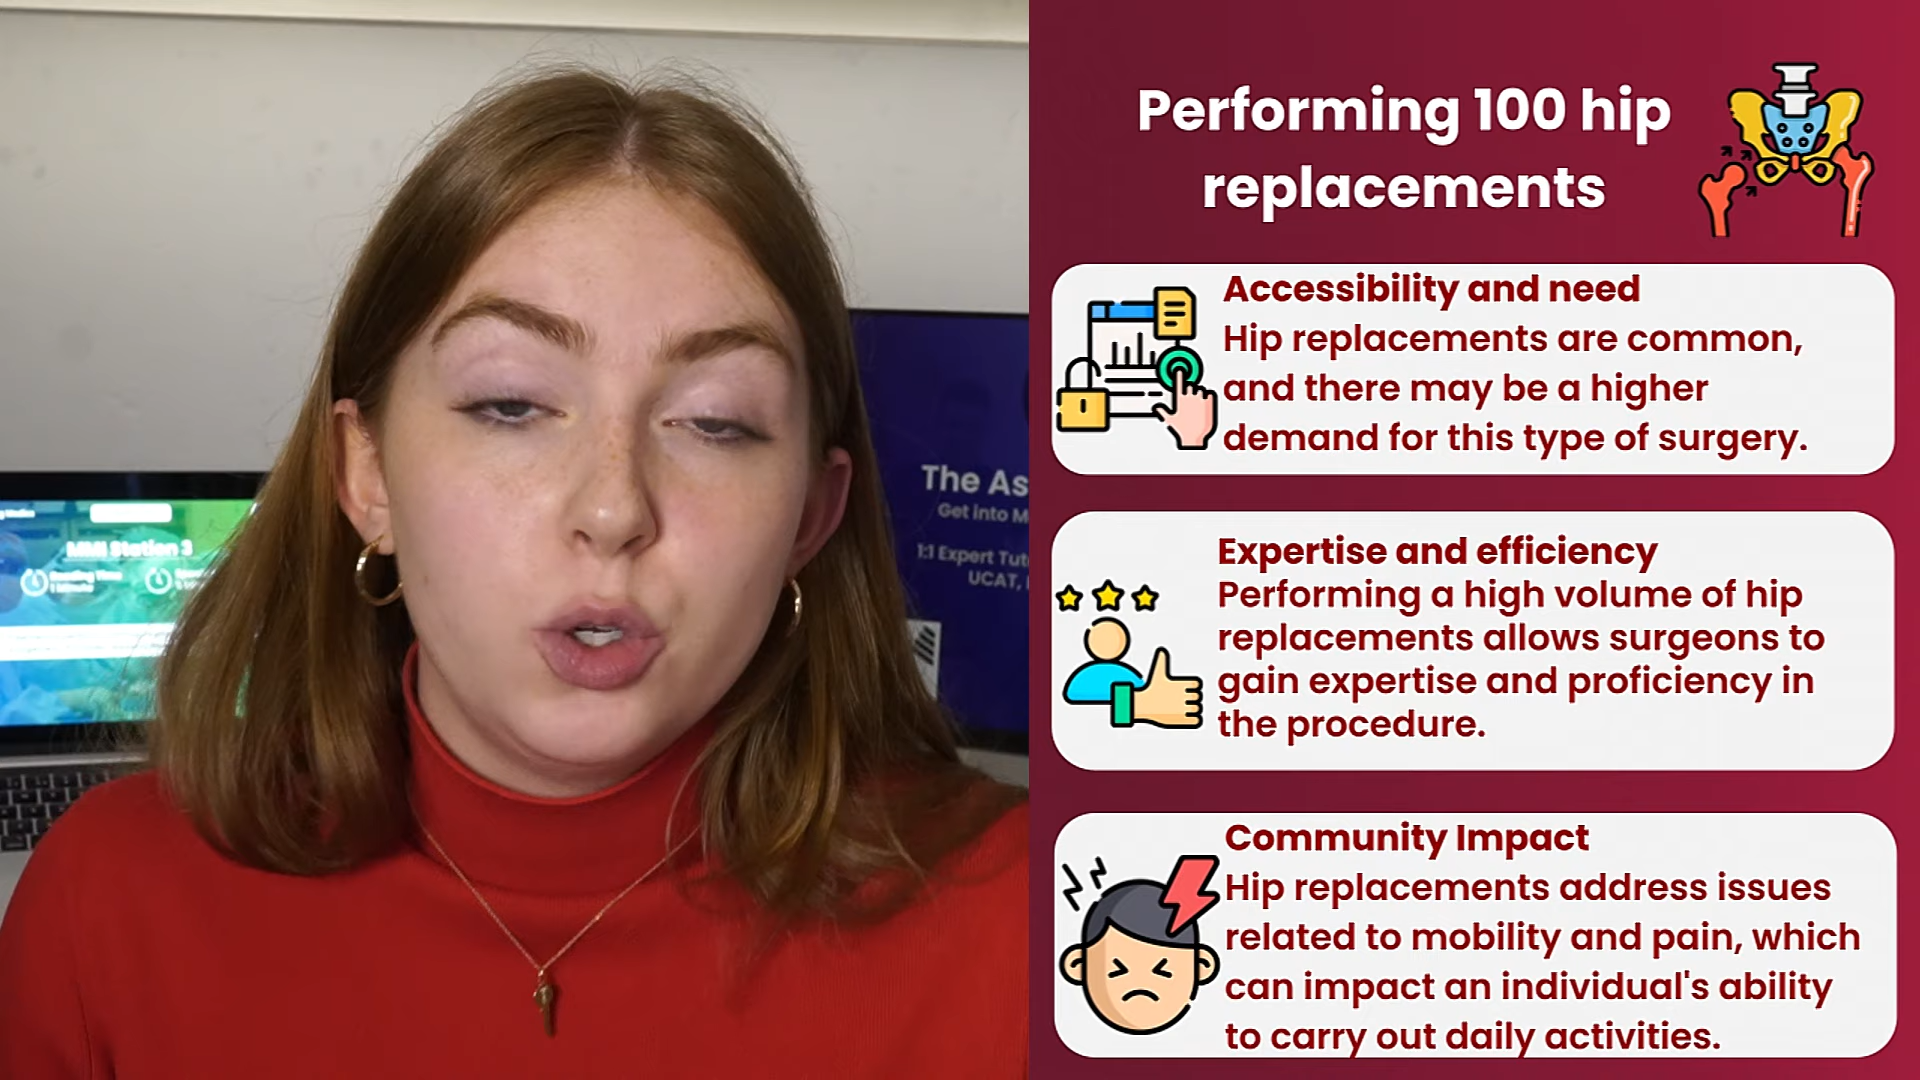 Performing 100 hip
replacements
Accessibility and need
Hip replacements are common,
and there may be a higher
demand for this type of surgery.
Expertise and efficiency
Performing a high volume of hip
replacements allows surgeons to
gain expertise and proficiency in
the procedure.
Community Impact
Hip replacements address issues
related to mobility and pain, which
can impact an individual's ability
to carry out daily activities.
The As
Get into M
1:1 Expert Tut
UCAT,
MMI Station 3